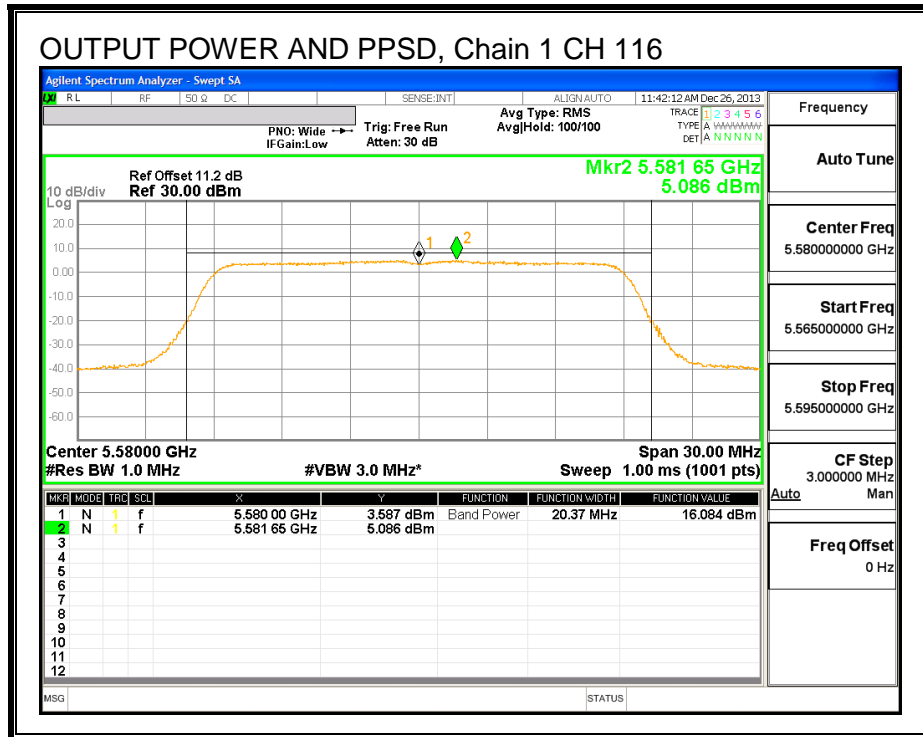 OUTPUT POWER AND PPSD, Chain 1 CH 116
Agilent Spectrum Analyzer - Swept SA
LXI RL RF 50 Ω DC SENSE:INT ALIGNAUTO 11:42:12 AM Dec 26, 2013
PNO: Wide
IFGain:Low
Trig: Free Run
Atten: 30 dB
Avg Type: RMS
Avg|Hold: 100/100
TRACE 1 2 3 4 5 6
TYPE A WWWWWW
DET A N N N N N
Mkr2 5.581 65 GHz
5.086 dBm
Ref Offset 11.2 dB
10 dB/div Ref 30.00 dBm
Log
20.0
10.0
0.00
-10.0
-20.0
-30.0
-40.0
-50.0
-60.0
1
2
Center 5.58000 GHz Span 30.00 MHz
#Res BW 1.0 MHz #VBW 3.0 MHz* Sweep 1.00 ms (1001 pts)
MKR MODE TRC SCL X Y FUNCTION FUNCTION WIDTH FUNCTION VALUE
1 N 1 f 5.580 00 GHz 3.587 dBm Band Power 20.37 MHz 16.084 dBm
2 N 1 f 5.581 65 GHz 5.086 dBm
3
4
5
6
7
8
9
10
11
12
MSG STATUS
Frequency
Auto Tune
Center Freq
5.580000000 GHz
Start Freq
5.565000000 GHz
Stop Freq
5.595000000 GHz
CF Step
3.000000 MHz
Auto Man
Freq Offset
0 Hz